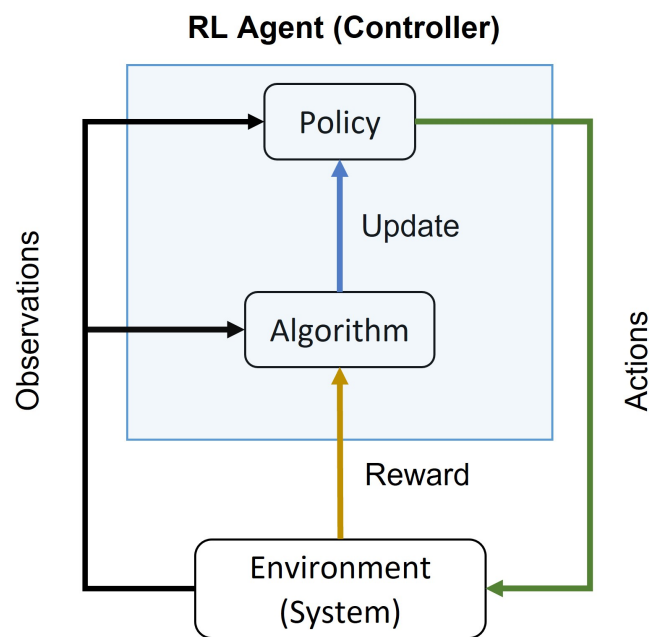 RL Agent (Controller)
Policy
Update
Observations
Algorithm
Actions
Reward
Environment
(System)